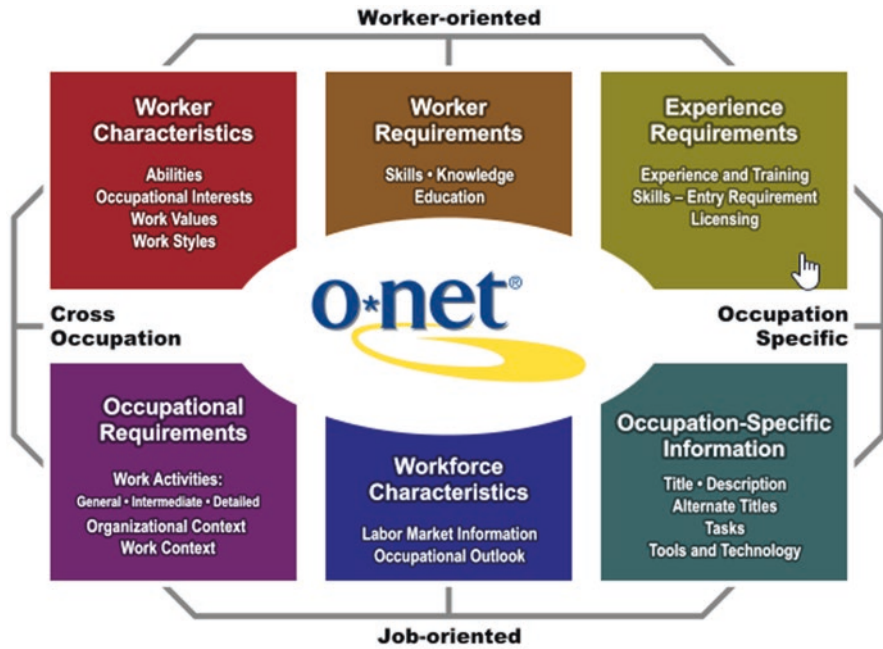 Worker-oriented
Worker
Characteristics
Abilities
Occupational Interests
Work Values
Work Styles
Worker
Requirements
Skills • Knowledge
Education
Experience
Requirements
Experience and Training
Skills – Entry Requirement
Licensing
Cross
Occupation
o*net®
Occupation
Specific
Occupational
Requirements
Work Activities:
General • Intermediate • Detailed
Organizational Context
Work Context
Workforce
Characteristics
Labor Market Information
Occupational Outlook
Occupation-Specific
Information
Title • Description
Alternate Titles
Tasks
Tools and Technology
Job-oriented